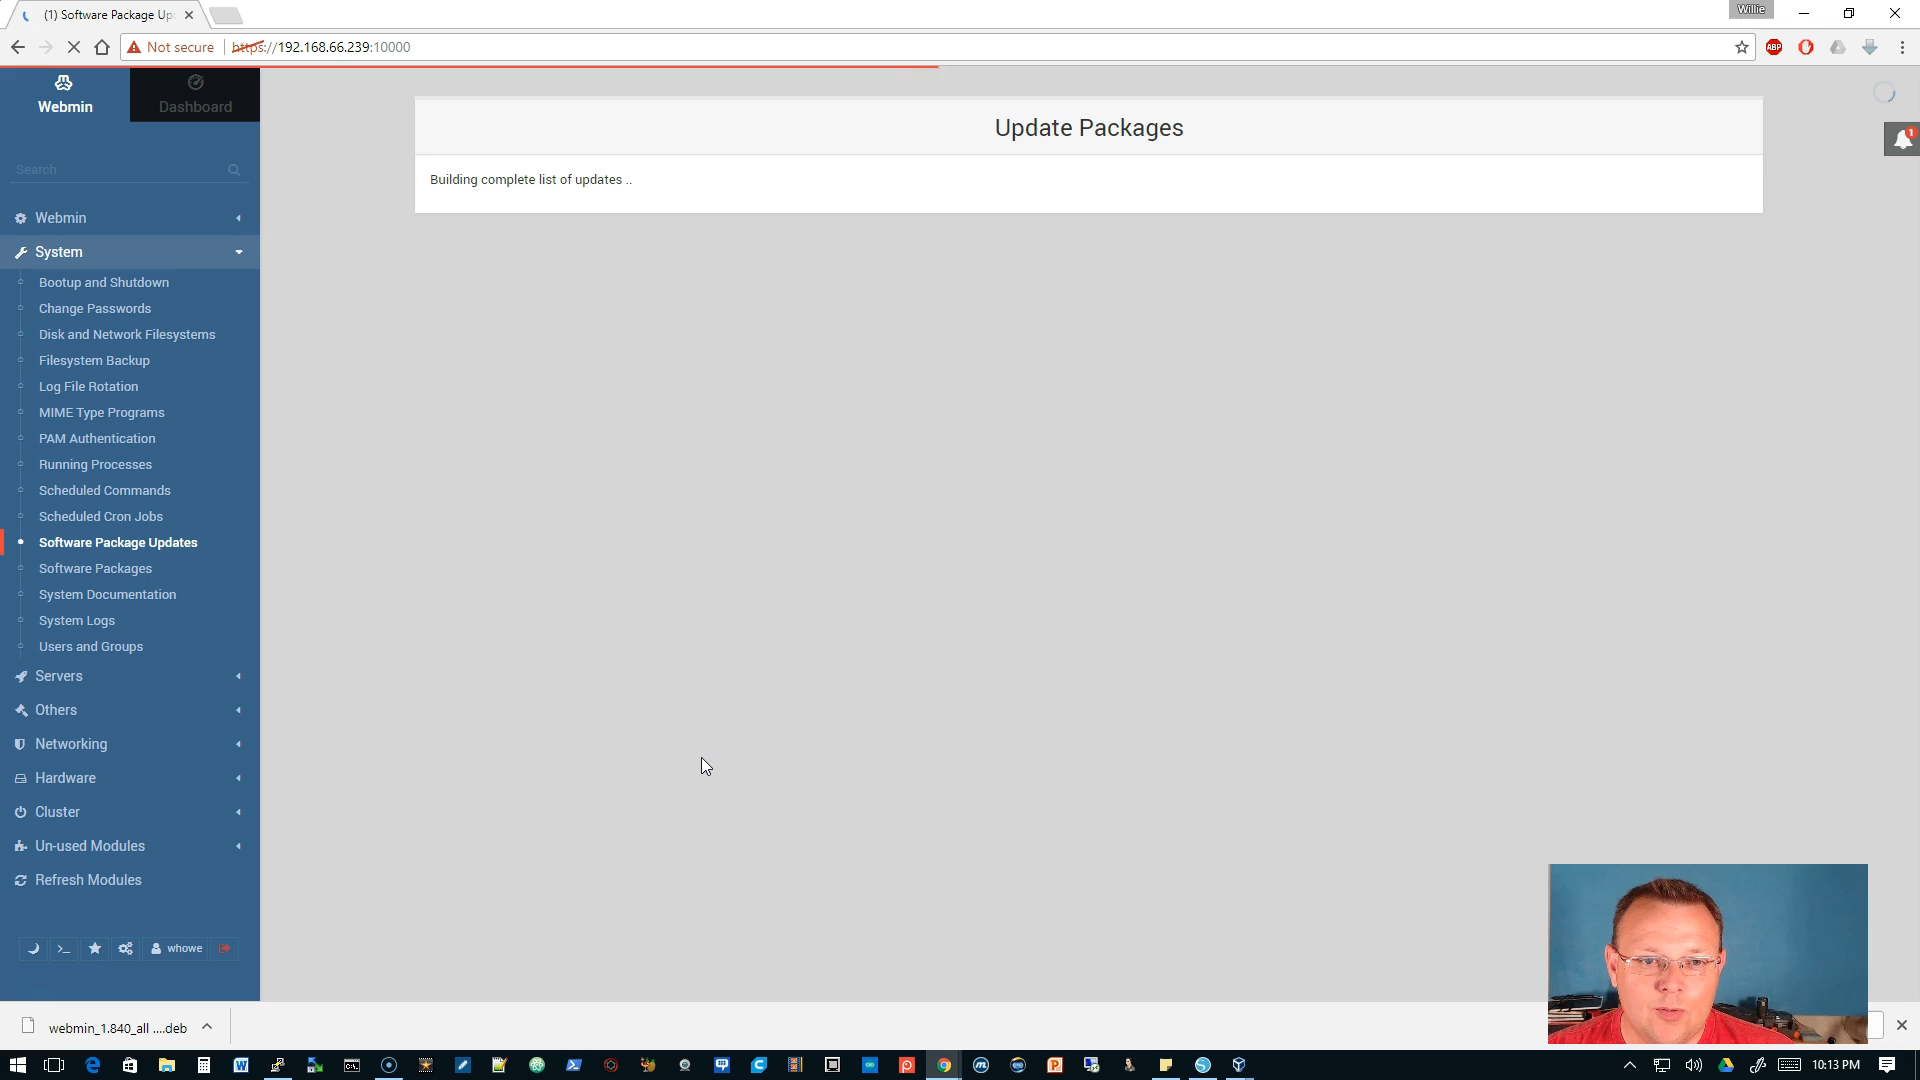 (1) Software Package Up
Willie
Not secure
https://192.168.66.239:10000
ABP
Webmin
Dashboard
1
Update Packages
Building complete list of updates ..
Search
Webmin
System
Bootup and Shutdown
Change Passwords
Disk and Network Filesystems
Filesystem Backup
Log File Rotation
MIME Type Programs
PAM Authentication
Running Processes
Scheduled Commands
Scheduled Cron Jobs
Software Package Updates
Software Packages
System Documentation
System Logs
Users and Groups
Servers
Others
Networking
Hardware
Cluster
Un-used Modules
Refresh Modules
whowe
webmin_1.840_all ....deb
10:13 PM